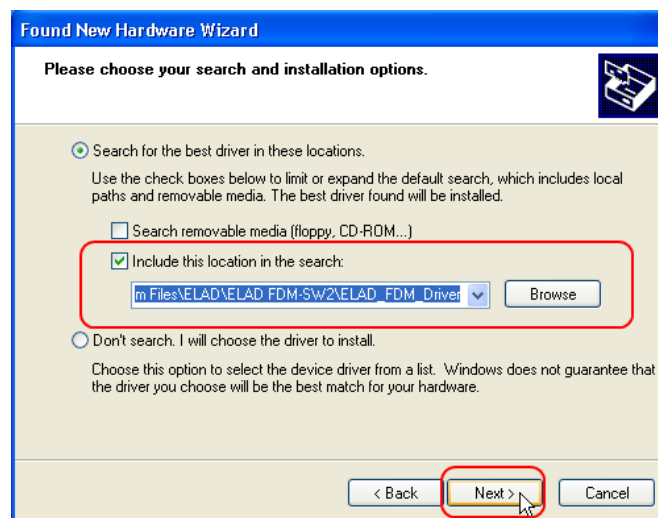 Found New Hardware Wizard
Please choose your search and installation options.
Search for the best driver in these locations.
Use the check boxes below to limit or expand the default search, which includes local
paths and removable media. The best driver found will be installed.
Search removable media (floppy, CD-ROM...)
Include this location in the search:
m Files\ELAD\ELAD FDM-SW2\ELAD_FDM_Driver
Browse
Don't search. I will choose the driver to install.
Choose this option to select the device driver from a list. Windows does not guarantee that
the driver you choose will be the best match for your hardware.
< Back
Next >
Cancel